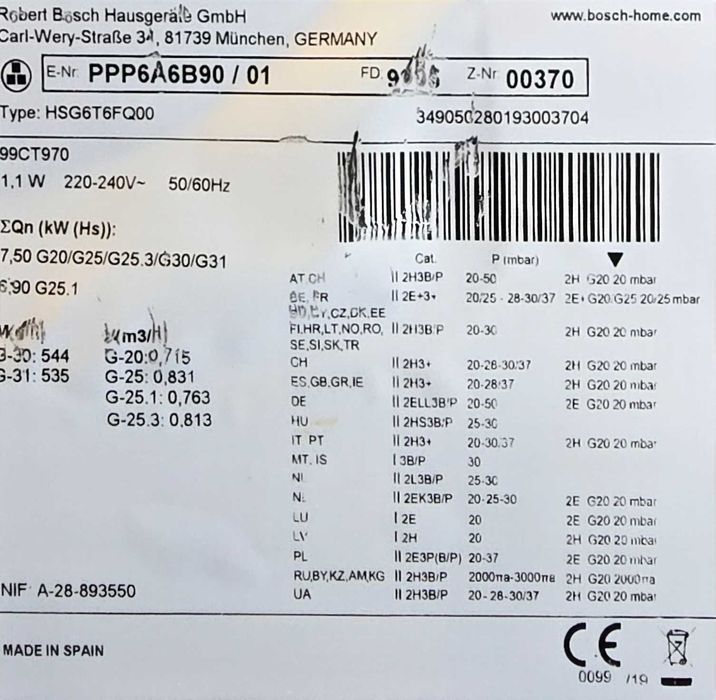 Robert Bosch Hausgeräte GmbH
www.bosch-home.com
Carl-Wery-Straße 34, 81739 München, GERMANY
E-Nr. PPP6A6B90 / 01 FD Z-Nr. 00370
Type: HSG6T6FQ00
349050280193003704
99CT970
1,1 W 220-240V~ 50/60Hz
ΣQn (kW (Hs)):
7,50 G20/G25/G25.3/G30/G31
6,90 G25.1
(m3/H)
G-30: 544 G-20: 0,715
G-31: 535 G-25: 0,831
G-25.1: 0,763
G-25.3: 0,813
Cat. P (mbar)
AT CH II 2H3B/P 20-50 2H G20 20 mbar
BE, FR II 2E+3+ 20/25 - 28-30/37 2E+ G20/G25 20/25 mbar
CZ,DK,EE
FI,HR,LT,NO,RO, II 2H3B/P 20-30 2H G20 20 mbar
SE,SI,SK,TR
CH II 2H3+ 20-28-30/37 2H G20 20 mbar
ES,GB,GR,IE II 2H3+ 20-28/37 2H G20 20 mbar
DE II 2ELL3B/P 20-50 2E G20 20 mbar
HU II 2HS3B/P 25-30
IT PT II 2H3+ 20-30/37 2H G20 20 mbar
MT, IS I 3B/P 30
NL II 2L3B/P 25-30
NL II 2EK3B/P 20-25-30 2E G20 20 mbar
LU I 2E 20 2E G20 20 mbar
LV I 2H 20 2H G20 20 mbar
PL II 2E3P(B/P) 20-37 2E G20 20 mbar
RU,BY,KZ,AM,KG II 2H3B/P 2000па-3000па 2H G20 2000па
UA II 2H3B/P 20-28-30/37 2H G20 20 mbar
NIF: A-28-893550
MADE IN SPAIN
CE
0099 /19